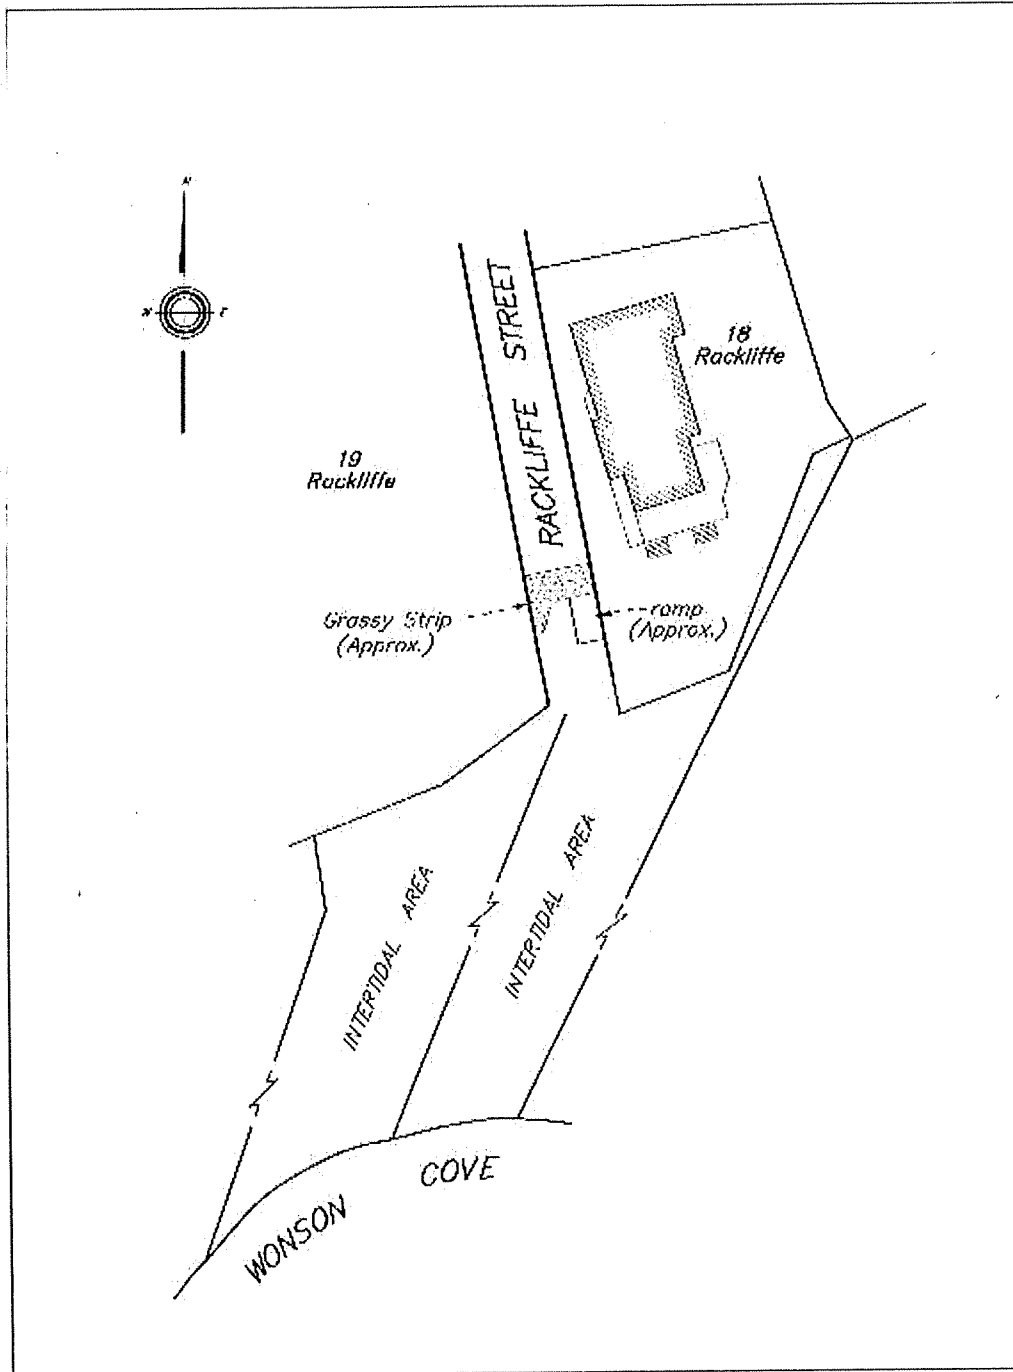 N
E
RACKLIFFE STREET
18
Rackliffe
19
Rackliffe
Grassy Strip
(Approx.)
ramp
(Approx.)
INTERTIDAL AREA
INTERTIDAL AREA
WONSON COVE